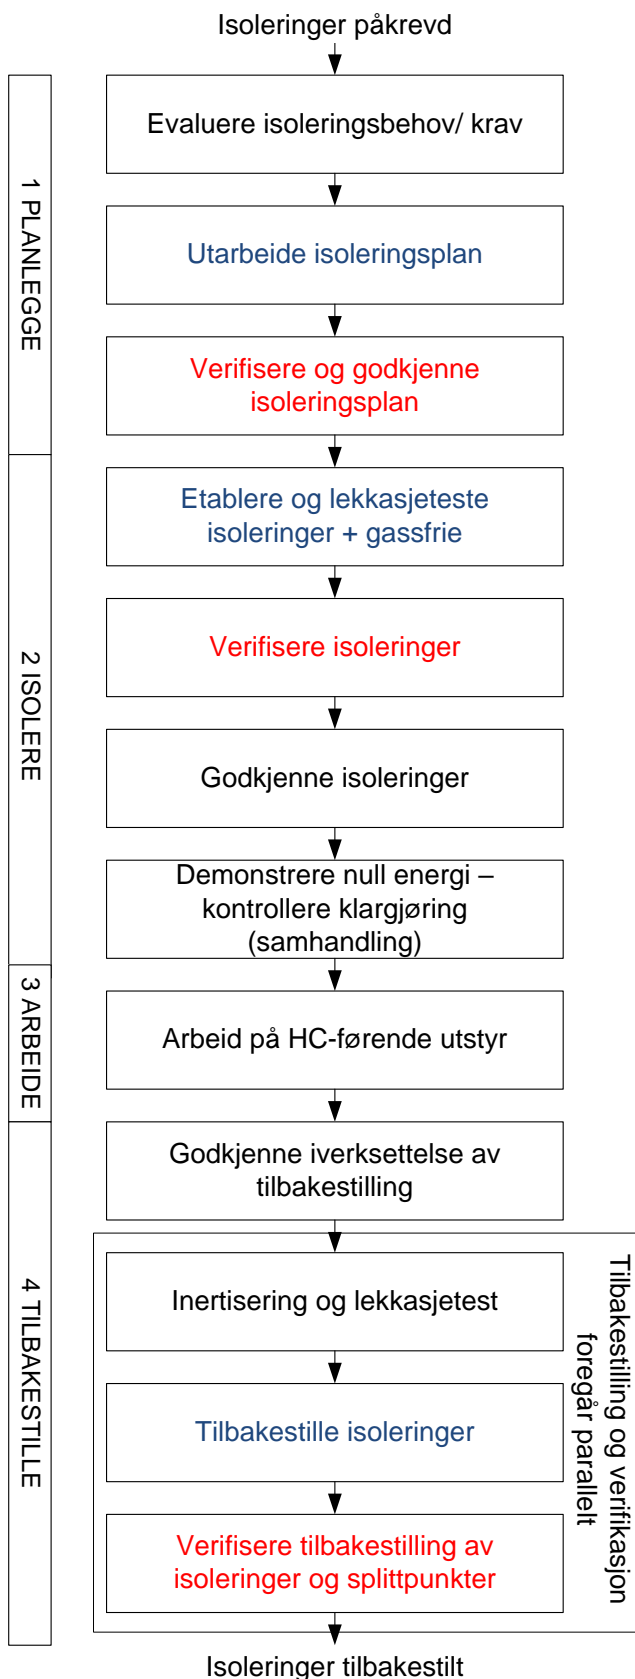 Isoleringer påkrevd
1 PLANLEGGE
Evaluere isoleringsbehov/ krav
Utarbeide isoleringsplan
Verifisere og godkjenne
isoleringsplan
2 ISOLERE
Etablere og lekkasjeteste
isoleringer + gassfrie
Verifisere isoleringer
Godkjenne isoleringer
Demonstrere null energi –
kontrollere klargjøring
(samhandling)
3 ARBEIDE
Arbeid på HC-førende utstyr
4 TILBAKESTILLE
Godkjenne iverksettelse av
tilbakestilling
Tilbakestilling og verifikasjon
foregår parallelt
Inertisering og lekkasjetest
Tilbakestille isoleringer
Verifisere tilbakestilling av
isoleringer og splittpunkter
Isoleringer tilbakestilt